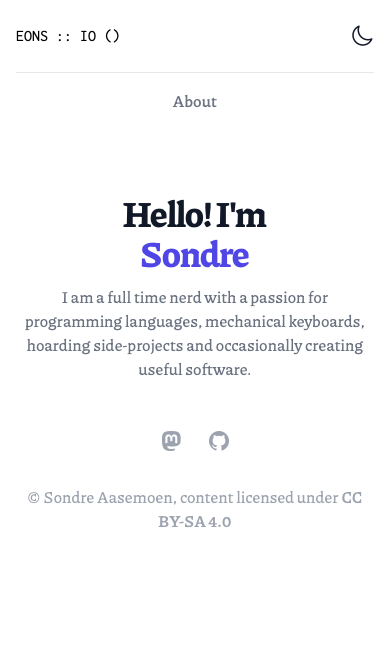 EONS :: IO ()
About
Hello! I'm
Sondre
I am a full time nerd with a passion for
programming languages, mechanical keyboards,
hoarding side-projects and occasionally creating
useful software.
© Sondre Aasemoen, content licensed under CC
BY-SA 4.0